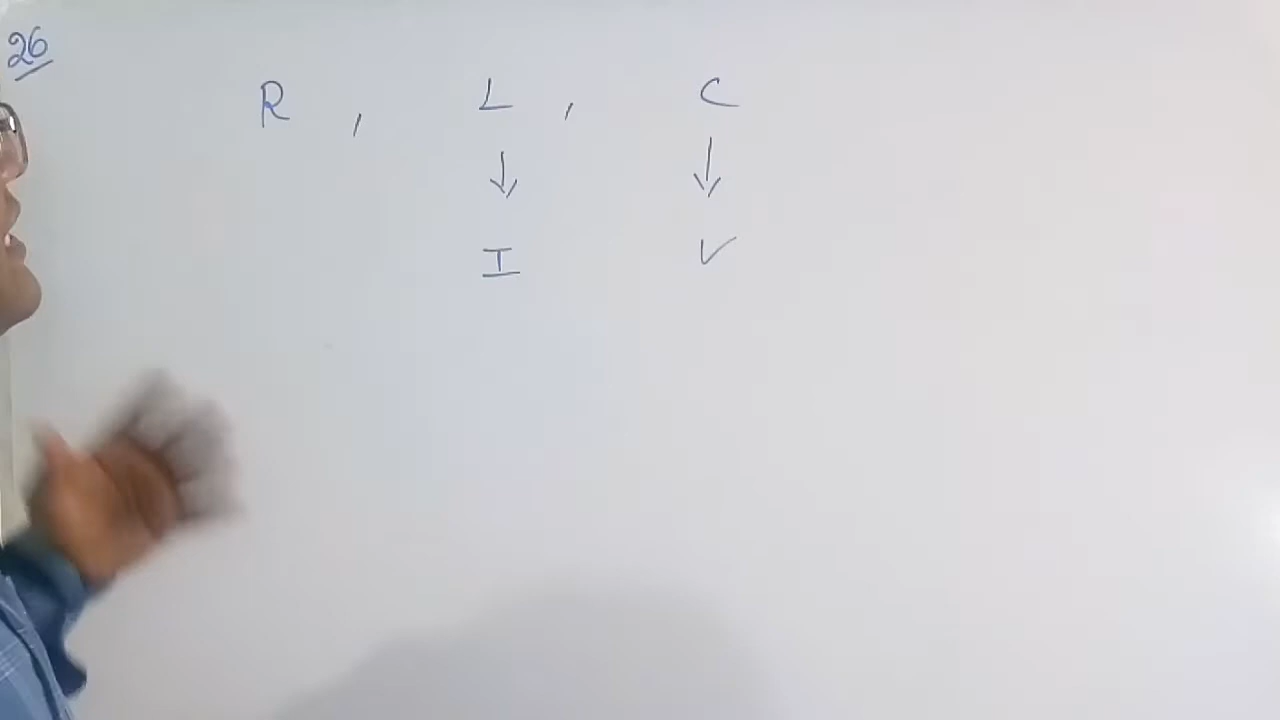 26
R , L , C
↓ ↓
I V